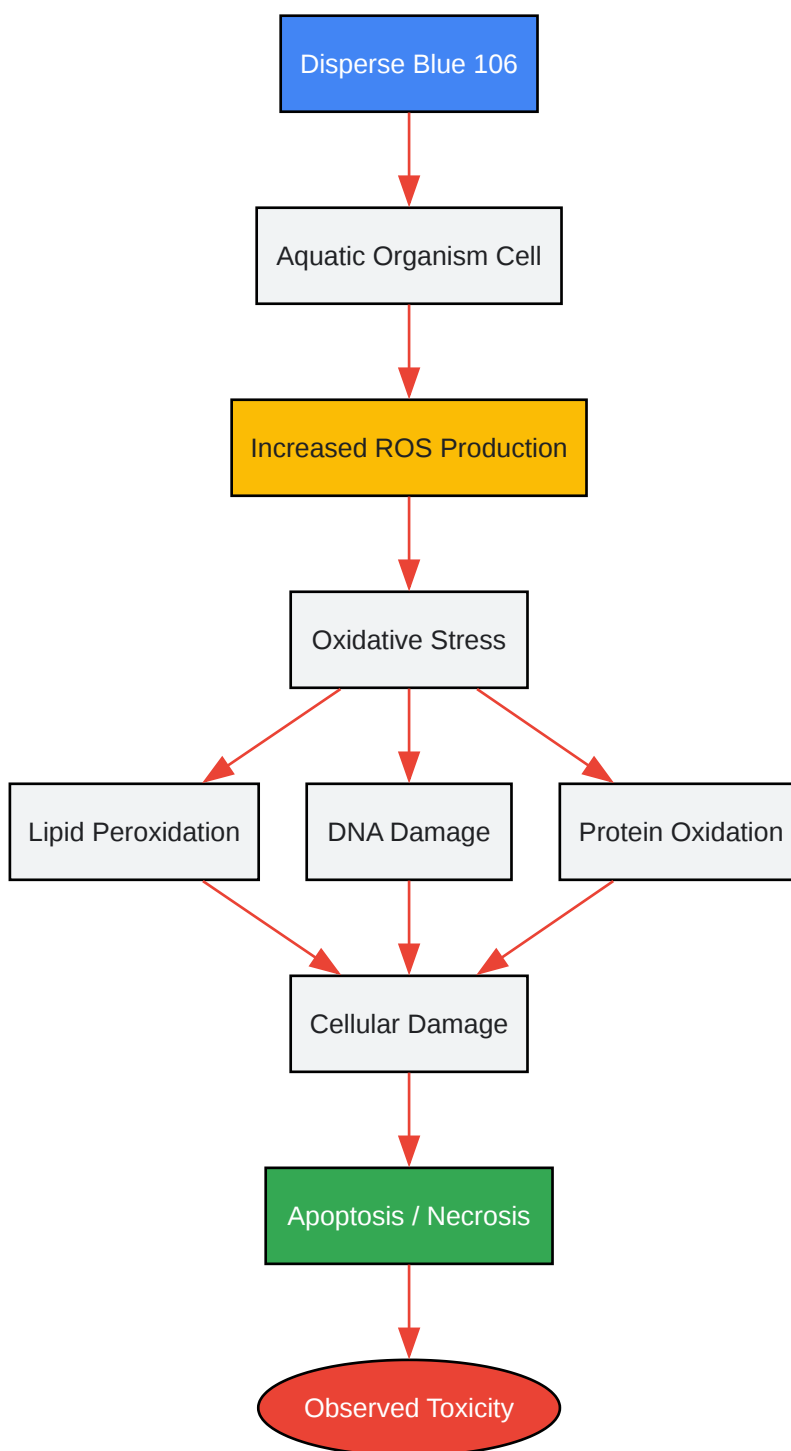 Disperse Blue 106
Aquatic Organism Cell
Increased ROS Production
Oxidative Stress
Lipid Peroxidation
DNA Damage
Protein Oxidation
Cellular Damage
Apoptosis / Necrosis
Observed Toxicity